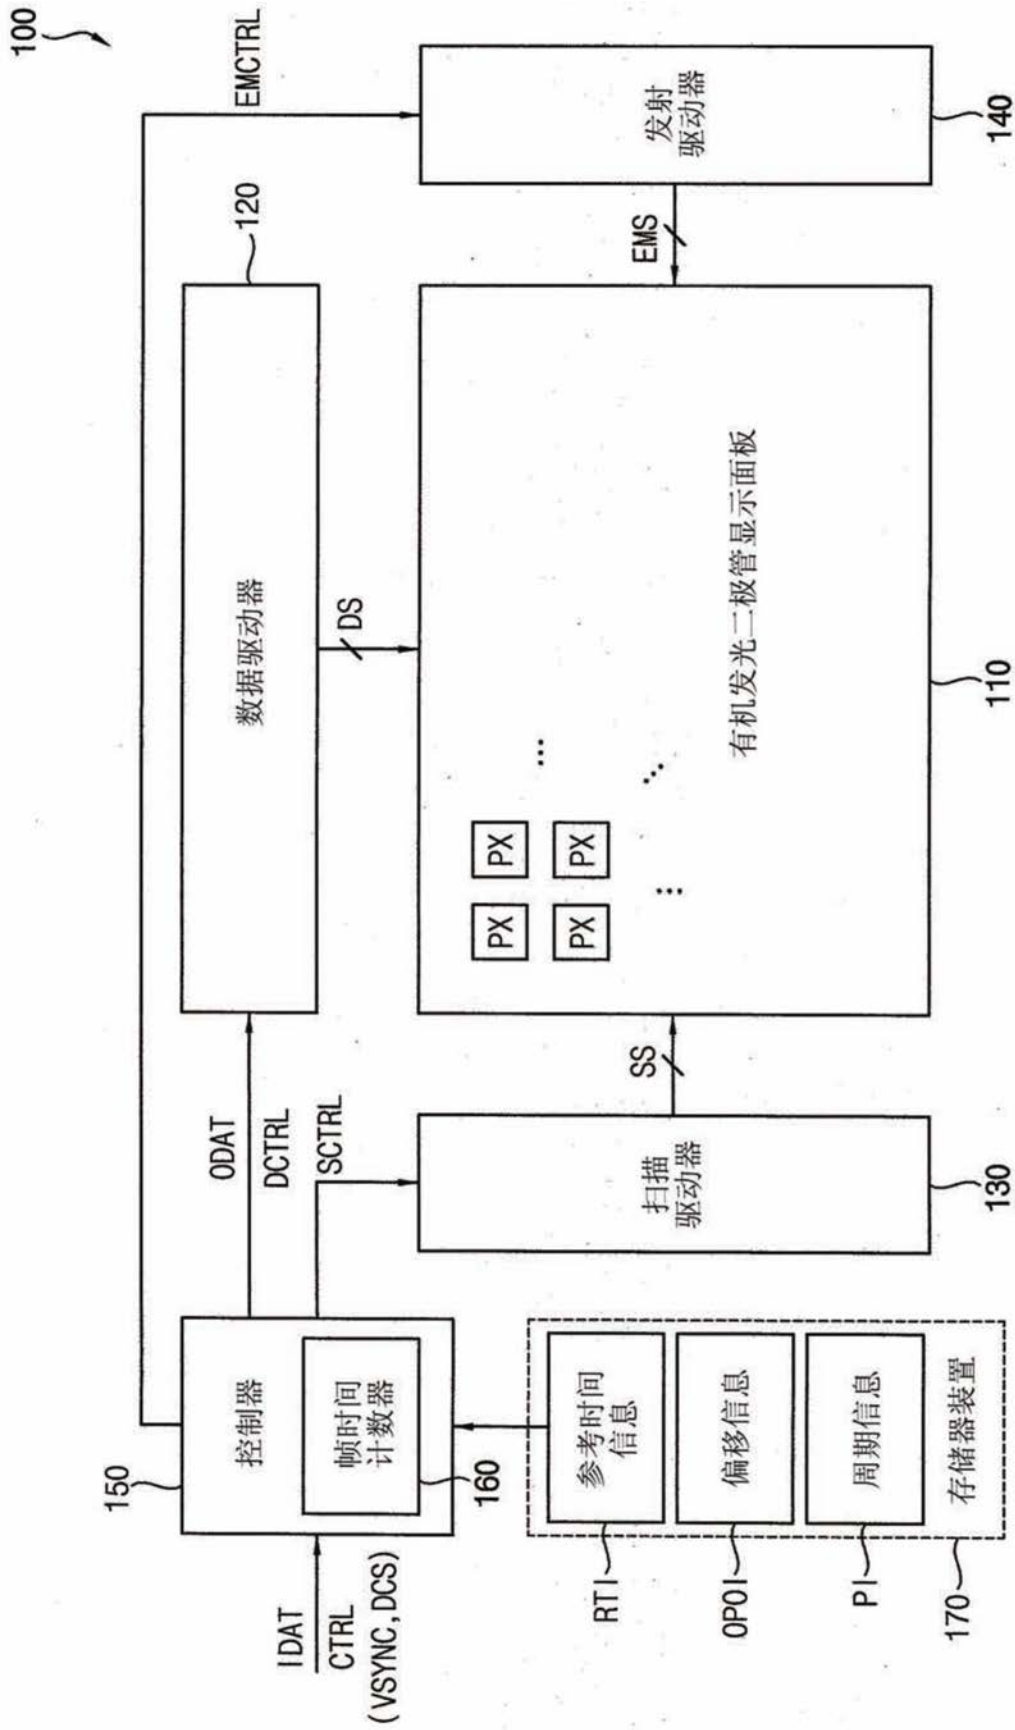 100
EMCTRL
120
数据驱动器
ODAT
DCTRL
SCTRL
DS
150
控制器
帧时间
计数器
160
IDAT
CTRL
(VSYNC,DCS)
扫描
驱动器
130
SS
PX
PX
PX
PX
...
...
...
有机发光二极管显示面板
110
EMS
发射
驱动器
140
参考时间
信息
RTI
偏移信息
OPOI
周期信息
PI
存储器装置
170